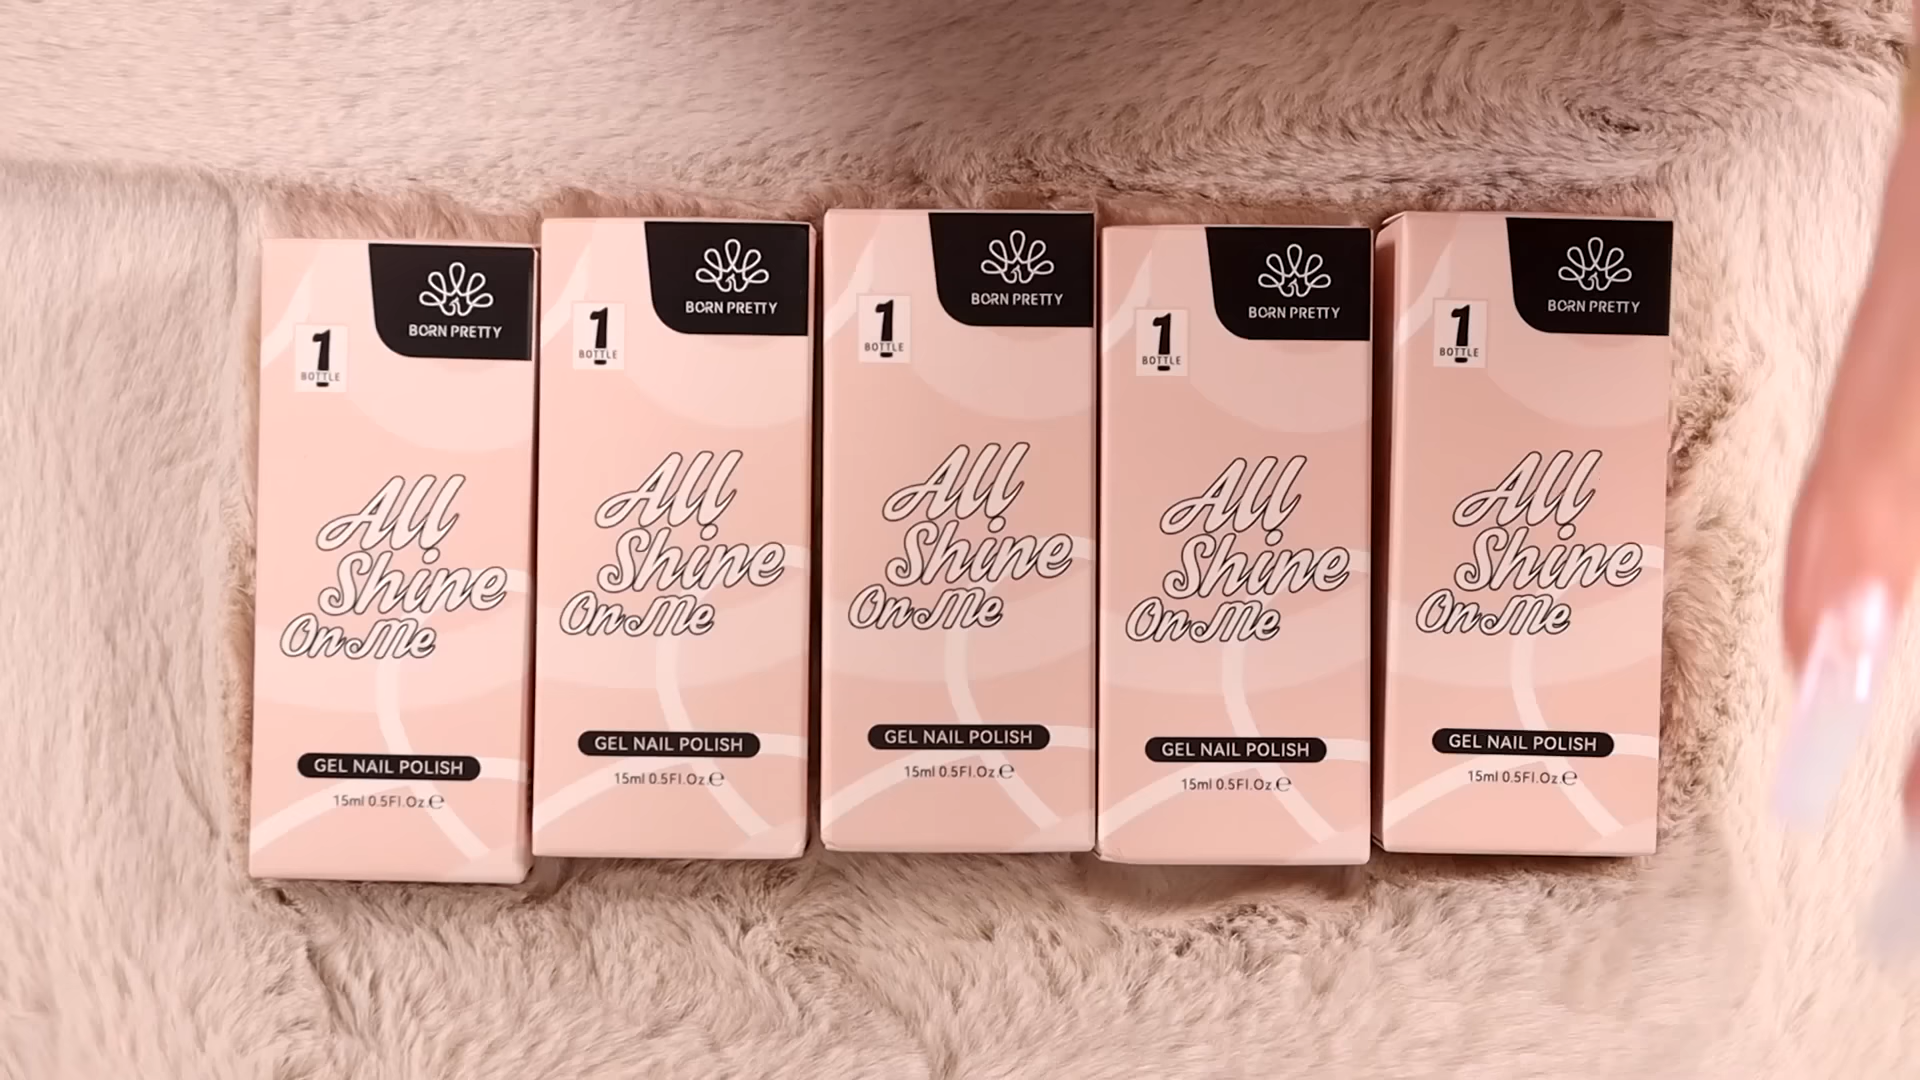 1
BOTTLE
BORN PRETTY
All
Shine
On Me
GEL NAIL POLISH
15ml 0.5Fl.Oz.℮
1
BOTTLE
BORN PRETTY
All
Shine
On Me
GEL NAIL POLISH
15ml 0.5Fl.Oz.℮
1
BOTTLE
BORN PRETTY
All
Shine
On Me
GEL NAIL POLISH
15ml 0.5Fl.Oz.℮
1
BOTTLE
BORN PRETTY
All
Shine
On Me
GEL NAIL POLISH
15ml 0.5Fl.Oz.℮
1
BOTTLE
BORN PRETTY
All
Shine
On Me
GEL NAIL POLISH
15ml 0.5Fl.Oz.℮